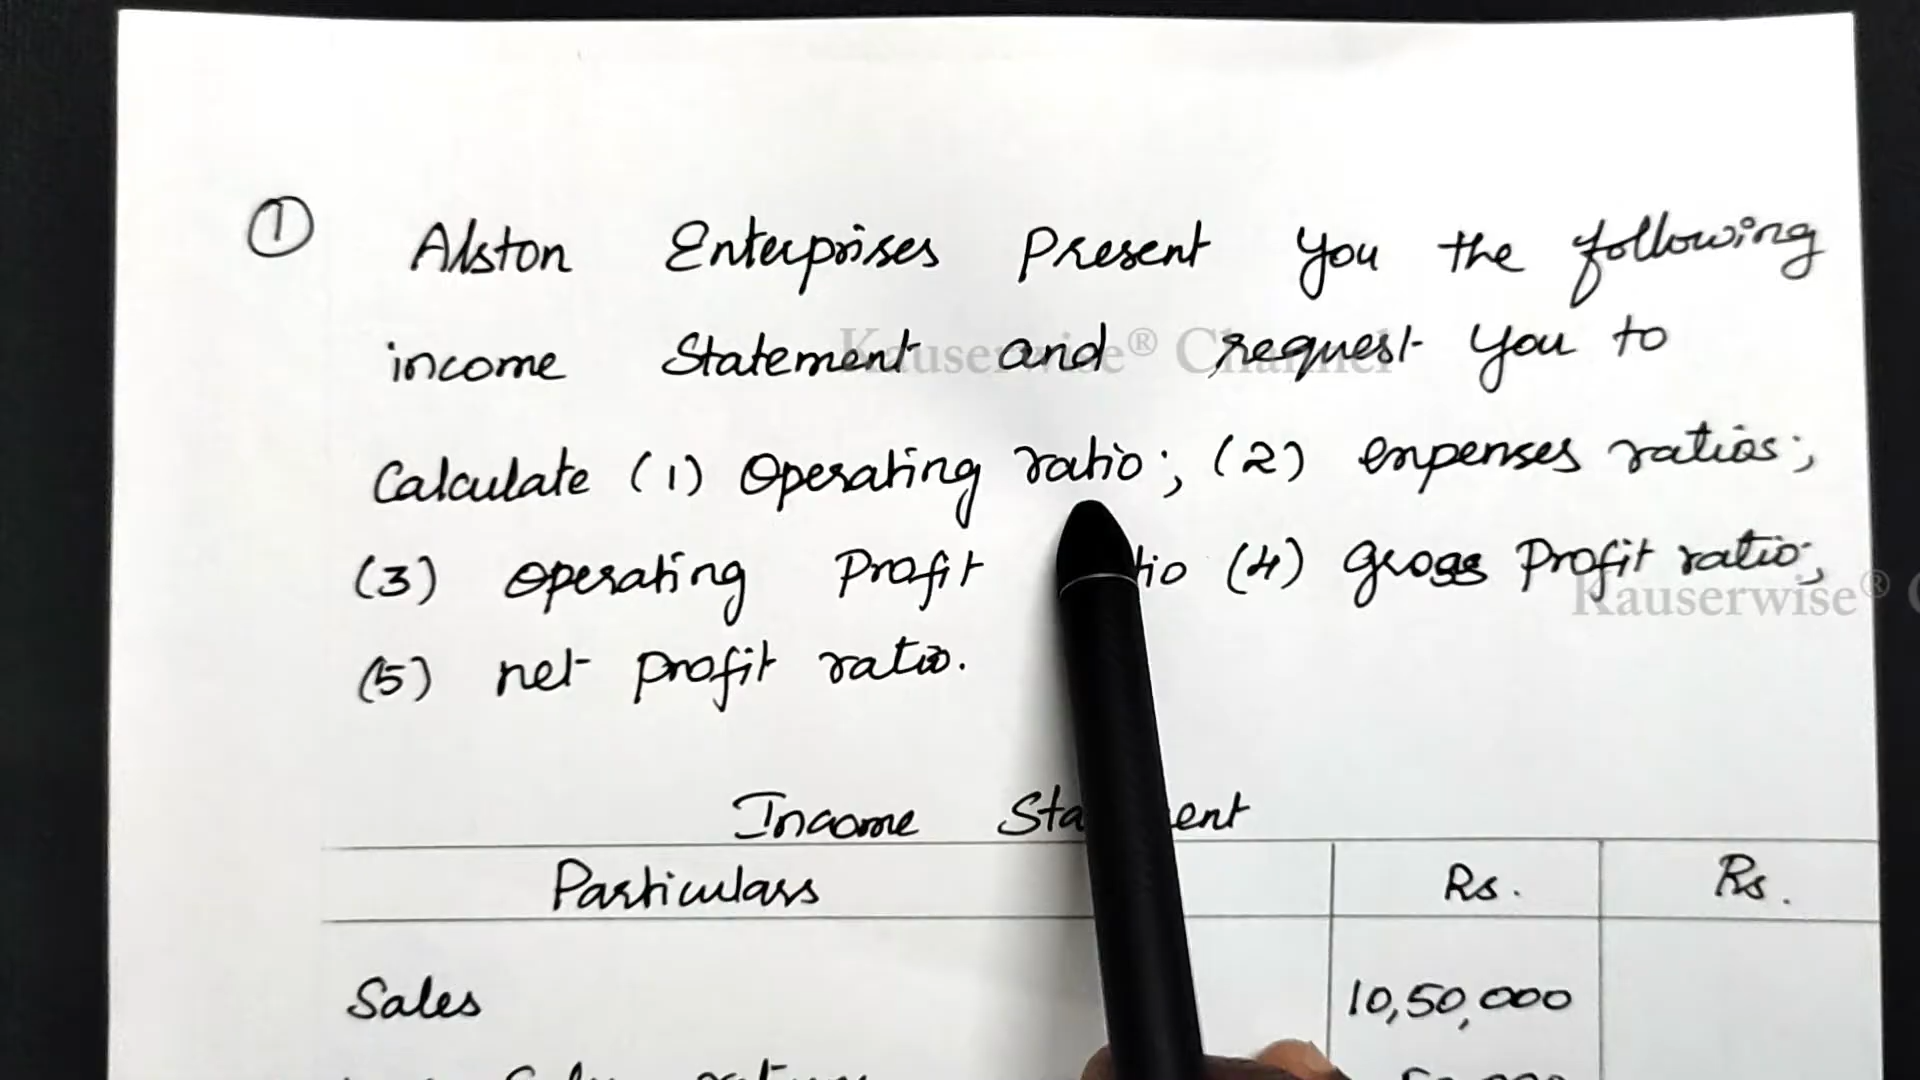 1 Alston Enterprises Present you the following
income Statement and request you to
Calculate (1) Operating ratio; (2) expenses ratios;
(3) Operating Profit (4) gross Profit ratio;
(5) net profit ratio.
Income Statement
Particulars Rs. Rs.
Sales 10,50,000
Kauserwise® Channel
Kauserwise®